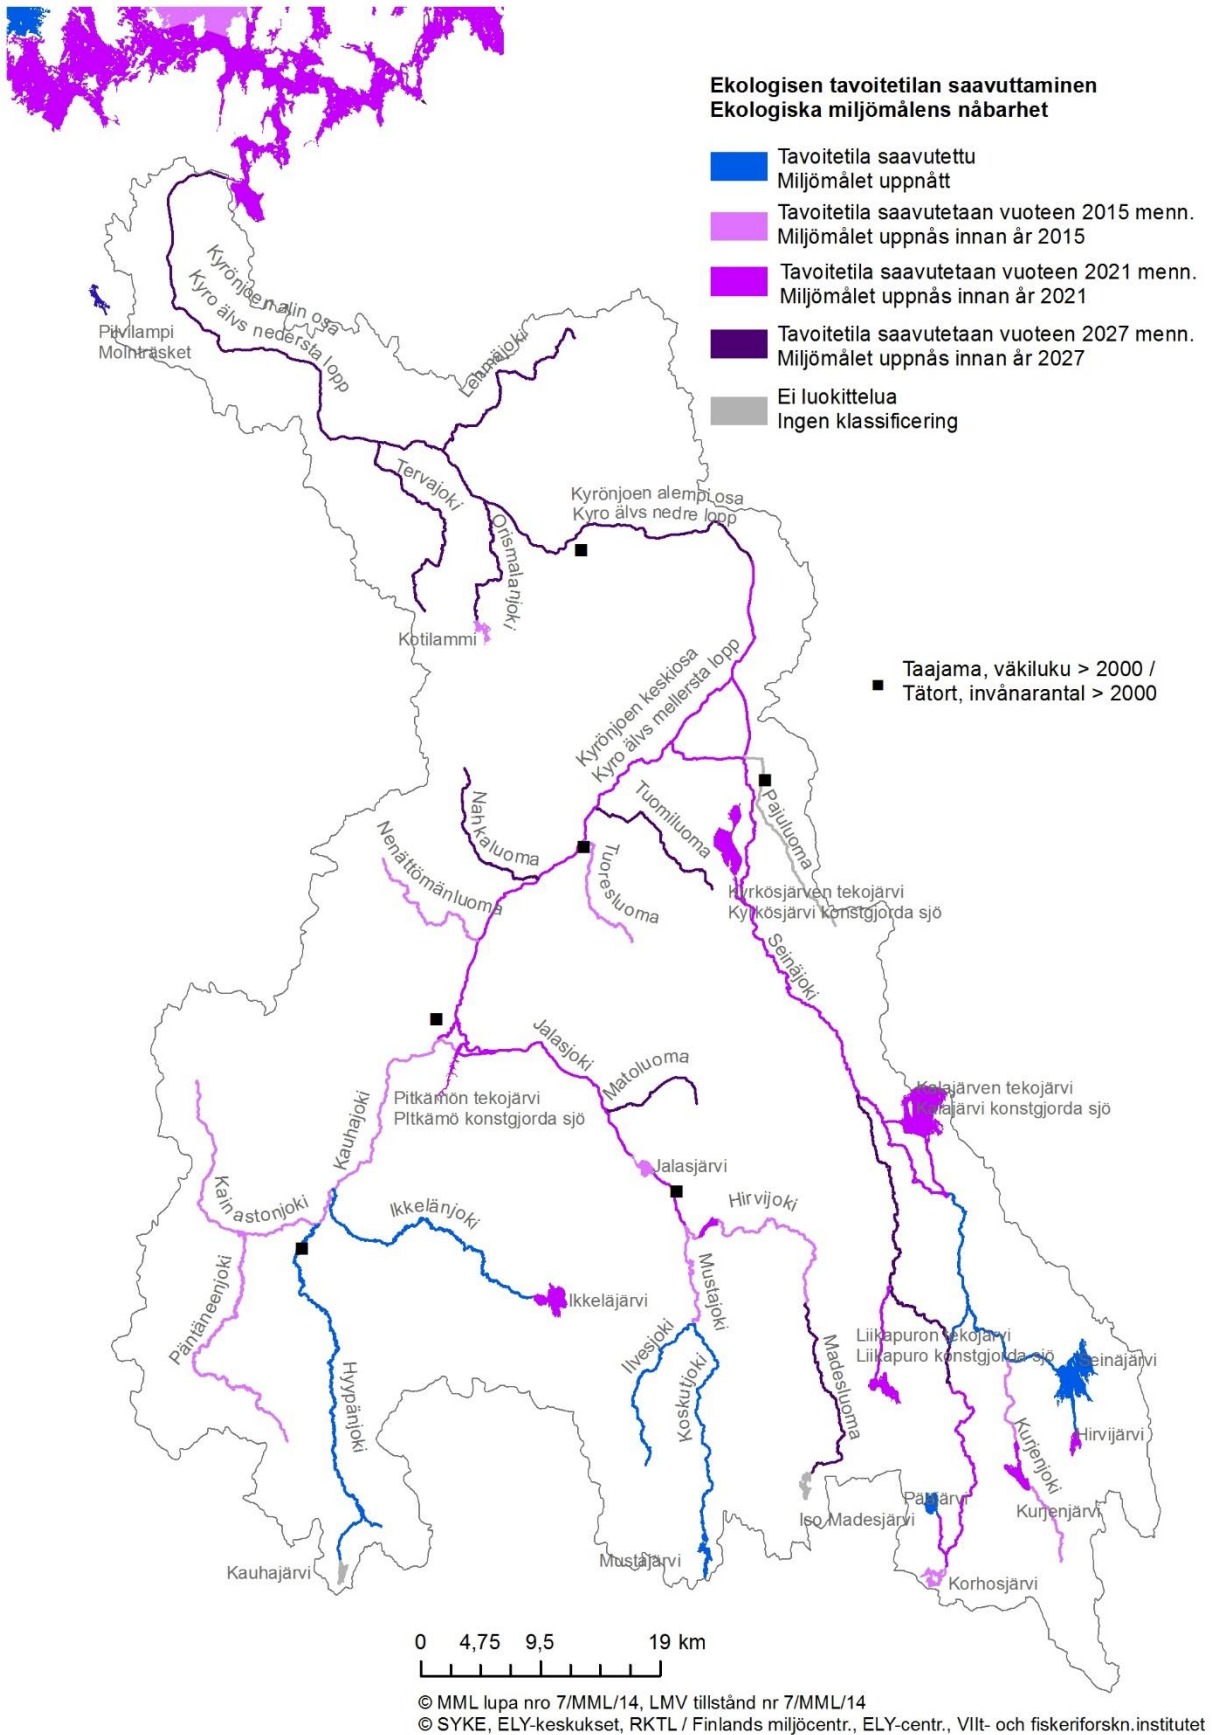 Ekologisen tavoitetilan saavuttaminen
Ekologiska miljömålens nåbarhet
Tavoitetila saavutettu
Miljömålet uppnått
Tavoitetila saavutetaan vuoteen 2015 menn.
Miljömålet uppnås innan år 2015
Tavoitetila saavutetaan vuoteen 2021 menn.
Miljömålet uppnås innan år 2021
Tavoitetila saavutetaan vuoteen 2027 menn.
Miljömålet uppnås innan år 2027
Ei luokittelua
Ingen klassificering
Kyrönjoen alin osa
Kyro älvs nedersta lopp
Pilvilampi
Molnträsket
Lehmäjoki
Tervajoki
Orismalanjoki
Kyrönjoen alempi osa
Kyro älvs nedre lopp
Kotilammi
Taajama, väkiluku > 2000 /
Tätort, invånarantal > 2000
Kyrönjoen keskiosa
Kyro älvs mellersta lopp
Nahkaluoma
Tuomiluoma
Pajuluoma
Nenättömänluoma
Tuoresluoma
Kyrkösjärven tekojärvi
Kyrkösjärvi konstgjorda sjö
Seinäjoki
Jalasjoki
Matoluoma
Pitkämön tekojärvi
PItkämö konstgjorda sjö
Kalajärven tekojärvi
Kalajärvi konstgjorda sjö
Kauhajoki
Jalasjärvi
Kainastonjoki
Ikkelänjoki
Hirvijoki
Päntäneenjoki
Mustajoki
Ikkeläjärvi
Ilvesjoki
Koskutjoki
Hyypänjoki
Madesluoma
Liikapuron tekojärvi
Liikapuro konstgjorda sjö
Seinäjärvi
Kurjenjoki
Hirvijärvi
Pääjärvi
Iso Madesjärvi
Kurjenjärvi
Kauhajärvi
Mustajärvi
Korhosjärvi
0 4,75 9,5 19 km
© MML lupa nro 7/MML/14, LMV tillstånd nr 7/MML/14
© SYKE, ELY-keskukset, RKTL / Finlands miljöcentr., ELY-centr., VIlt- och fiskeriforskn.institutet